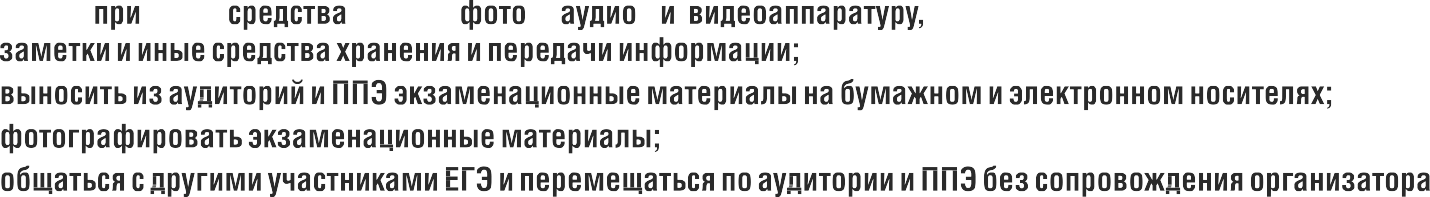 при средства фото аудио и видеоаппаратуру,
заметки и иные средства хранения и передачи информации;
выносить из аудиторий и ППЭ экзаменационные материалы на бумажном и электронном носителях;
фотографировать экзаменационные материалы;
общаться с другими участниками ЕГЭ и перемещаться по аудитории и ППЭ без сопровождения организатора